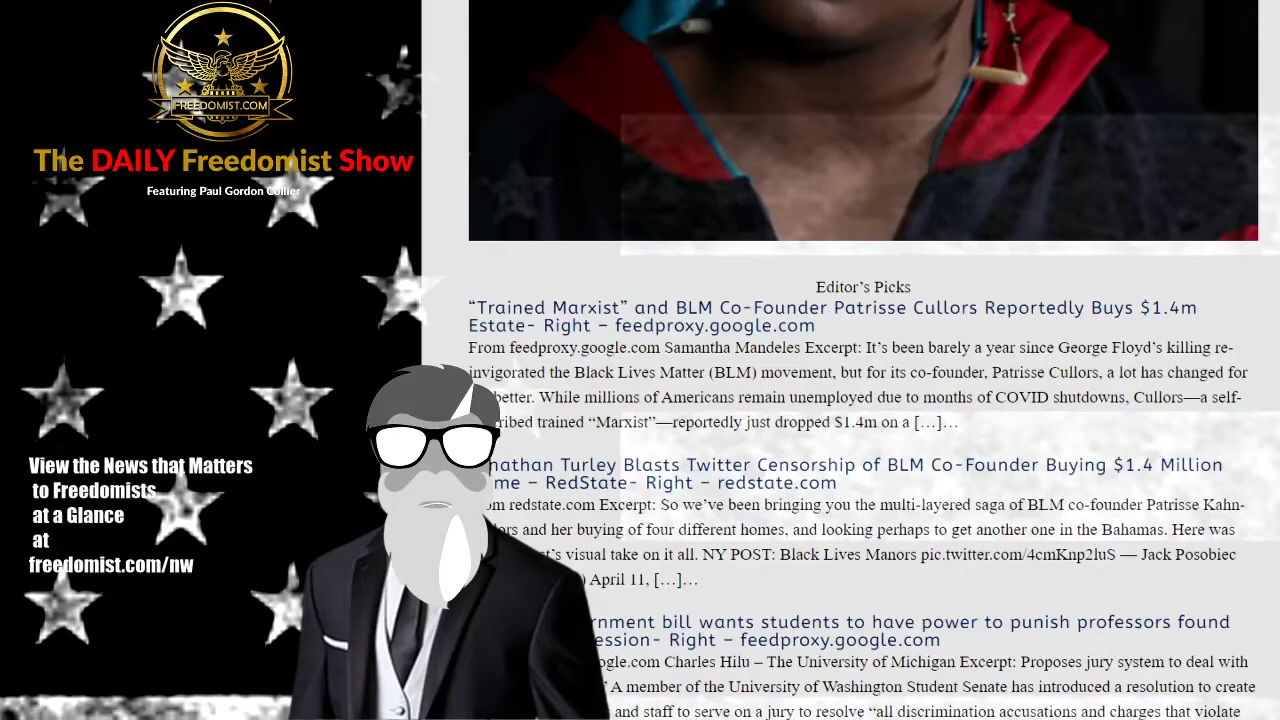 FREEDOMIST.COM
The DAILY Freedomist Show
Featuring Paul Gordon Collier
View the News that Matters
to Freedomists
at a Glance
at
freedomist.com/nw
Editor's Picks
“Trained Marxist” and BLM Co-Founder Patrisse Cullors Reportedly Buys $1.4m
Estate- Right – feedproxy.google.com
From feedproxy.google.com Samantha Mandeles Excerpt: It's been barely a year since George Floyd's killing re-
invigorated the Black Lives Matter (BLM) movement, but for its co-founder, Patrisse Cullors, a lot has changed for
better. While millions of Americans remain unemployed due to months of COVID shutdowns, Cullors—a self-
ribed trained “Marxist”—reportedly just dropped $1.4m on a […]…
nathan Turley Blasts Twitter Censorship of BLM Co-Founder Buying $1.4 Million
me – RedState- Right – redstate.com
om redstate.com Excerpt: So we've been bringing you the multi-layered saga of BLM co-founder Patrisse Kahn-
lors and her buying of four different homes, and looking perhaps to get another one in the Bahamas. Here was
t's visual take on it all. NY POST: Black Lives Manors pic.twitter.com/4cmKnp2luS — Jack Posobiec
) April 11, […]…
rnment bill wants students to have power to punish professors found
ession- Right – feedproxy.google.com
ogle.com Charles Hilu – The University of Michigan Excerpt: Proposes jury system to deal with
' A member of the University of Washington Student Senate has introduced a resolution to create
and staff to serve on a jury to resolve “all discrimination accusations and charges that violate